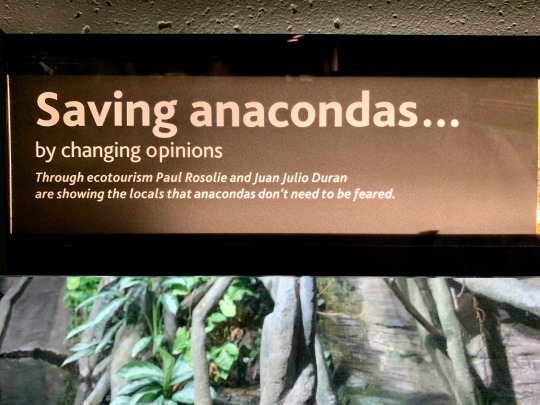 Saving anacondas...
by changing opinions
Through ecotourism Paul Rosolie and Juan Julio Duran
are showing the locals that anacondas don't need to be feared.